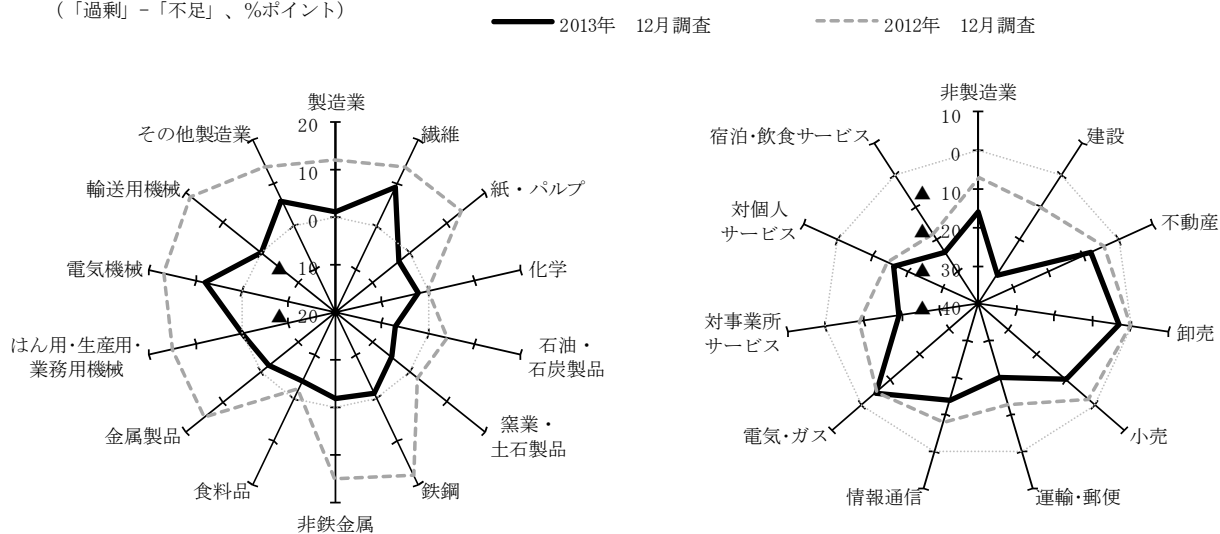 （「過剰」－「不足」、％ポイント）
2013年　12月調査
2012年　12月調査
製造業
20
10
0
▲ 10
▲ 20
繊維
紙・パルプ
化学
石油・
石炭製品
窯業・
土石製品
鉄鋼
非鉄金属
食料品
金属製品
はん用・生産用・
業務用機械
電気機械
輸送用機械
その他製造業
非製造業
10
0
▲ 10
▲ 20
▲ 30
▲ 40
建設
不動産
卸売
小売
運輸・郵便
情報通信
電気・ガス
対事業所
サービス
対個人
サービス
宿泊・飲食サービス